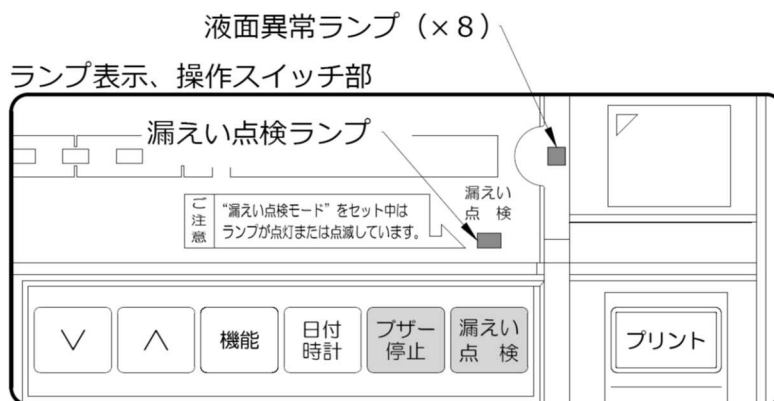 液面異常ランプ（×８）
ランプ表示、操作スイッチ部
漏えい点検ランプ
漏えい
点　検
ご注意
“漏えい点検モード”をセット中は
ランプが点灯または点滅しています。
∨
∧
機能
日付
時計
ブザー
停止
漏えい
点　検
プリント